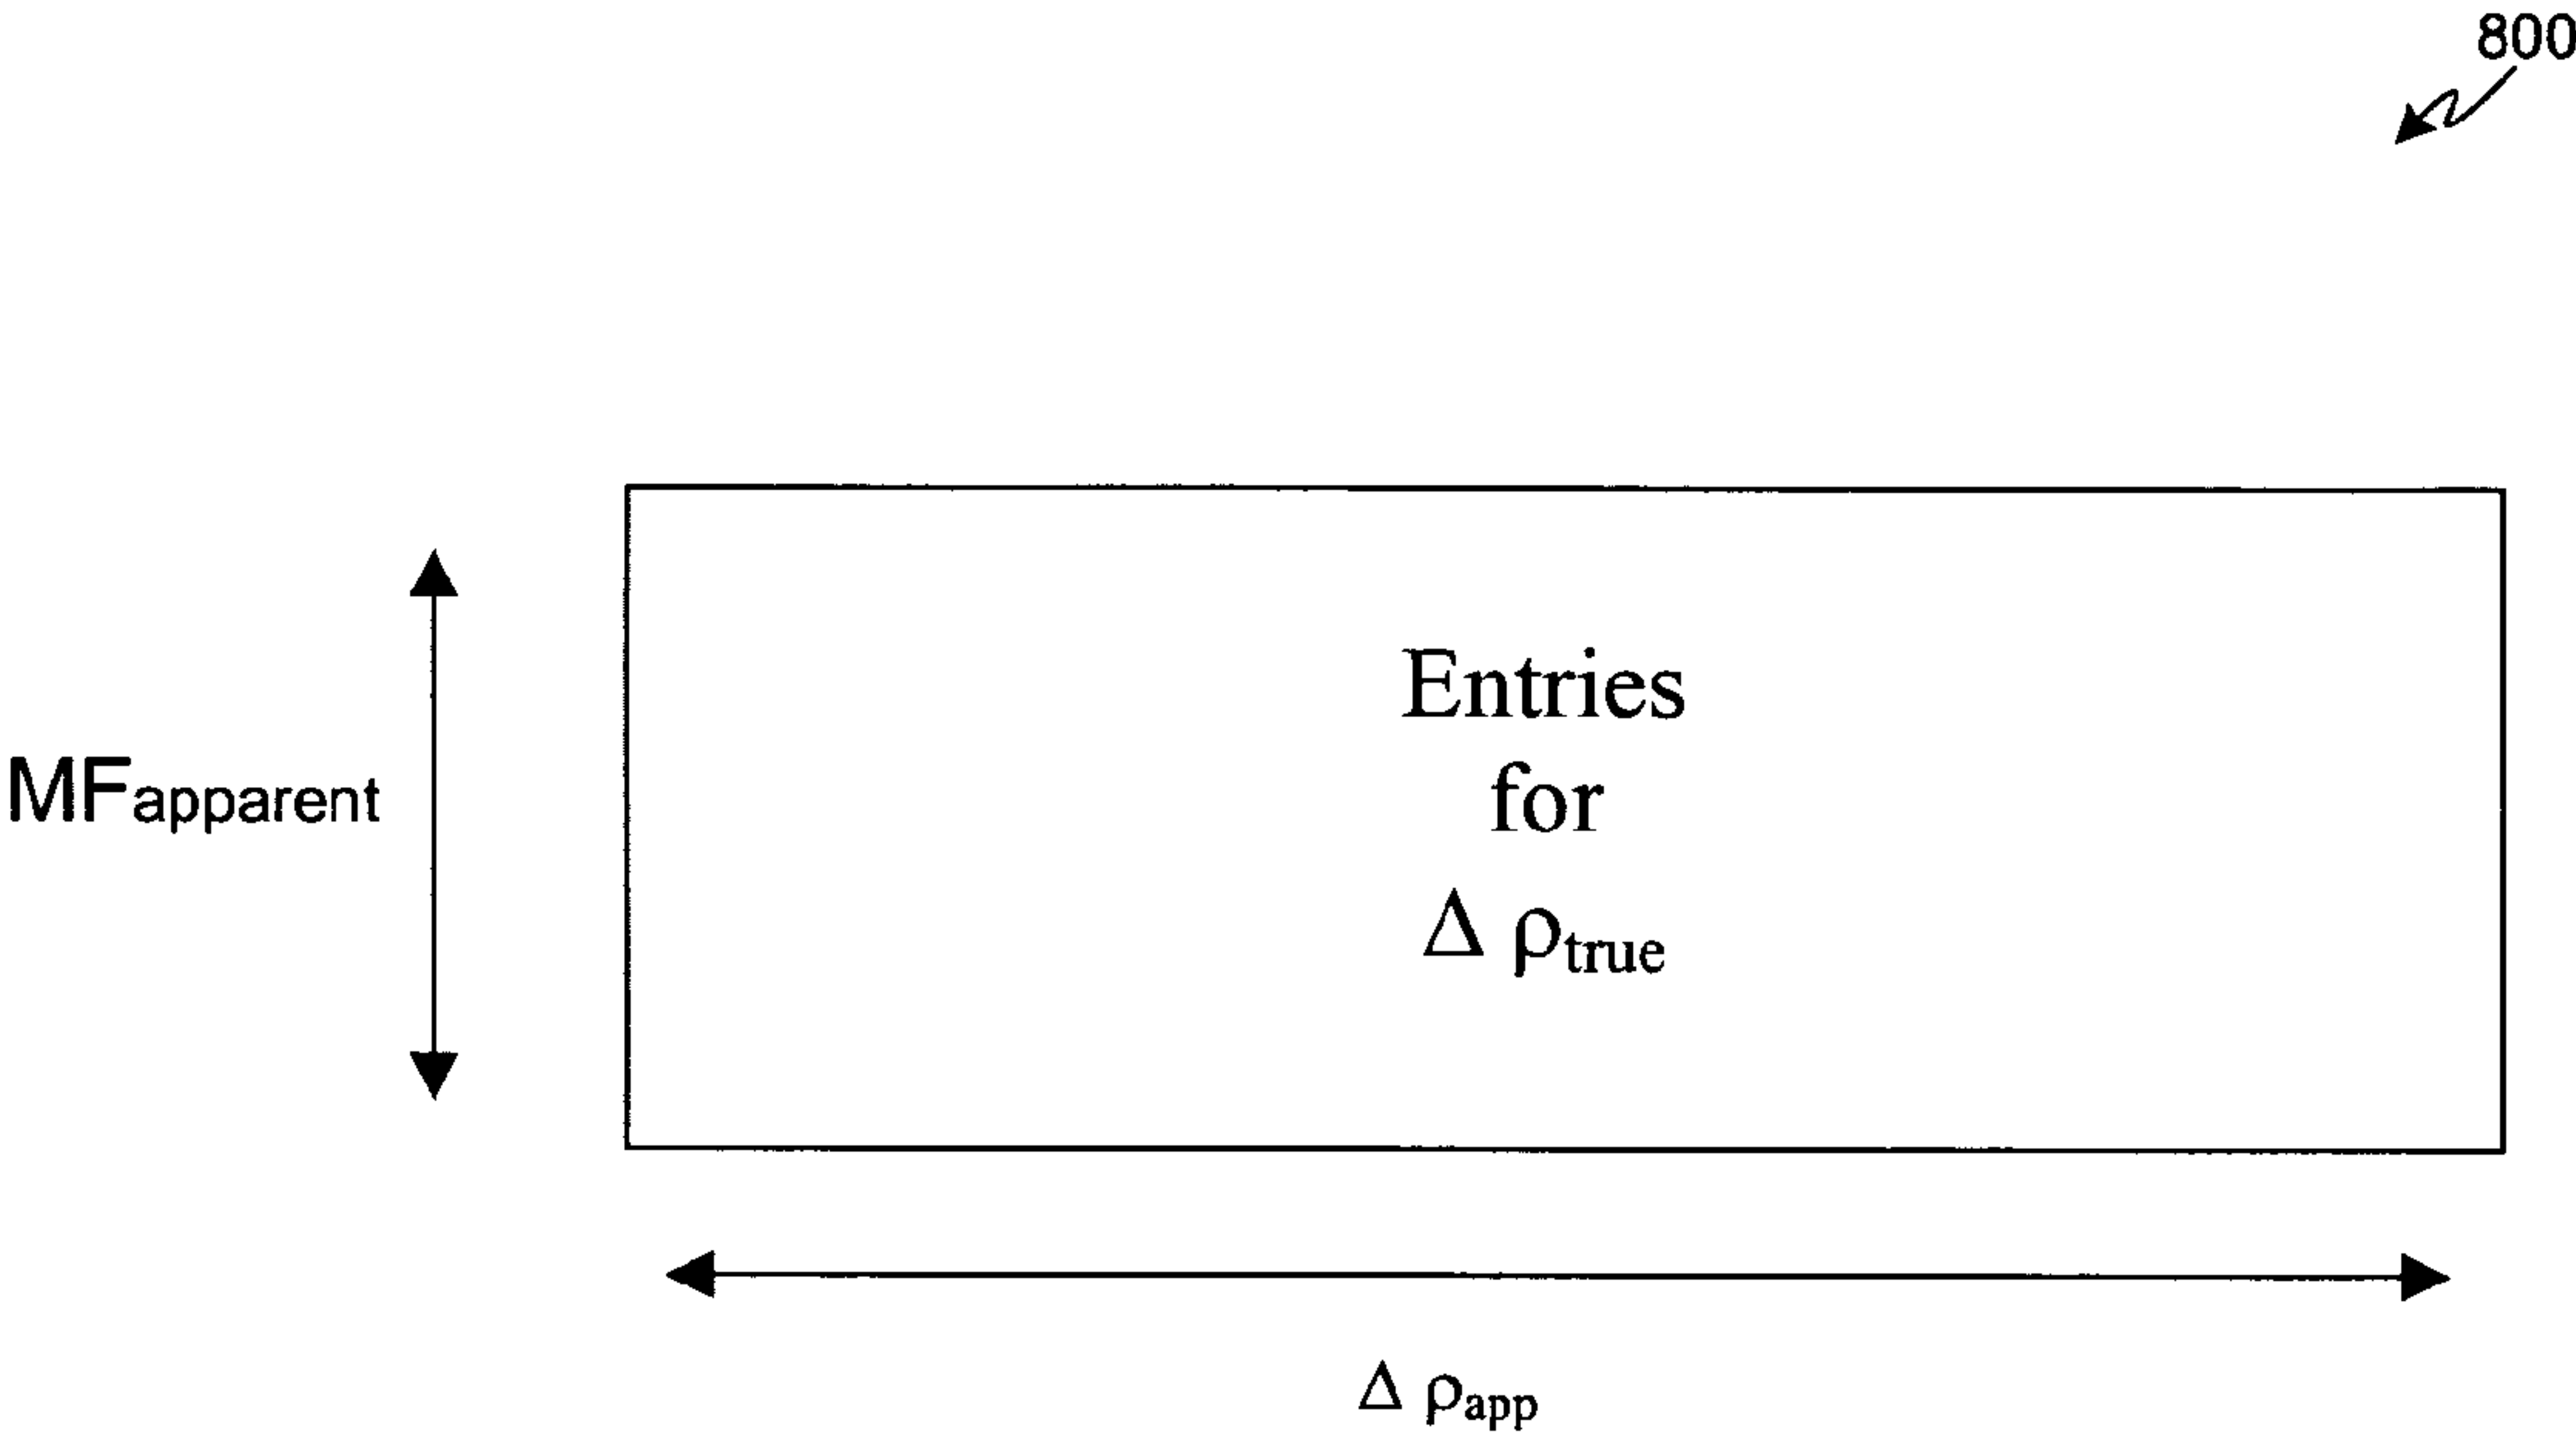 800
Entries
for
Δ ρtrue
MFapparent
Δ ρapp